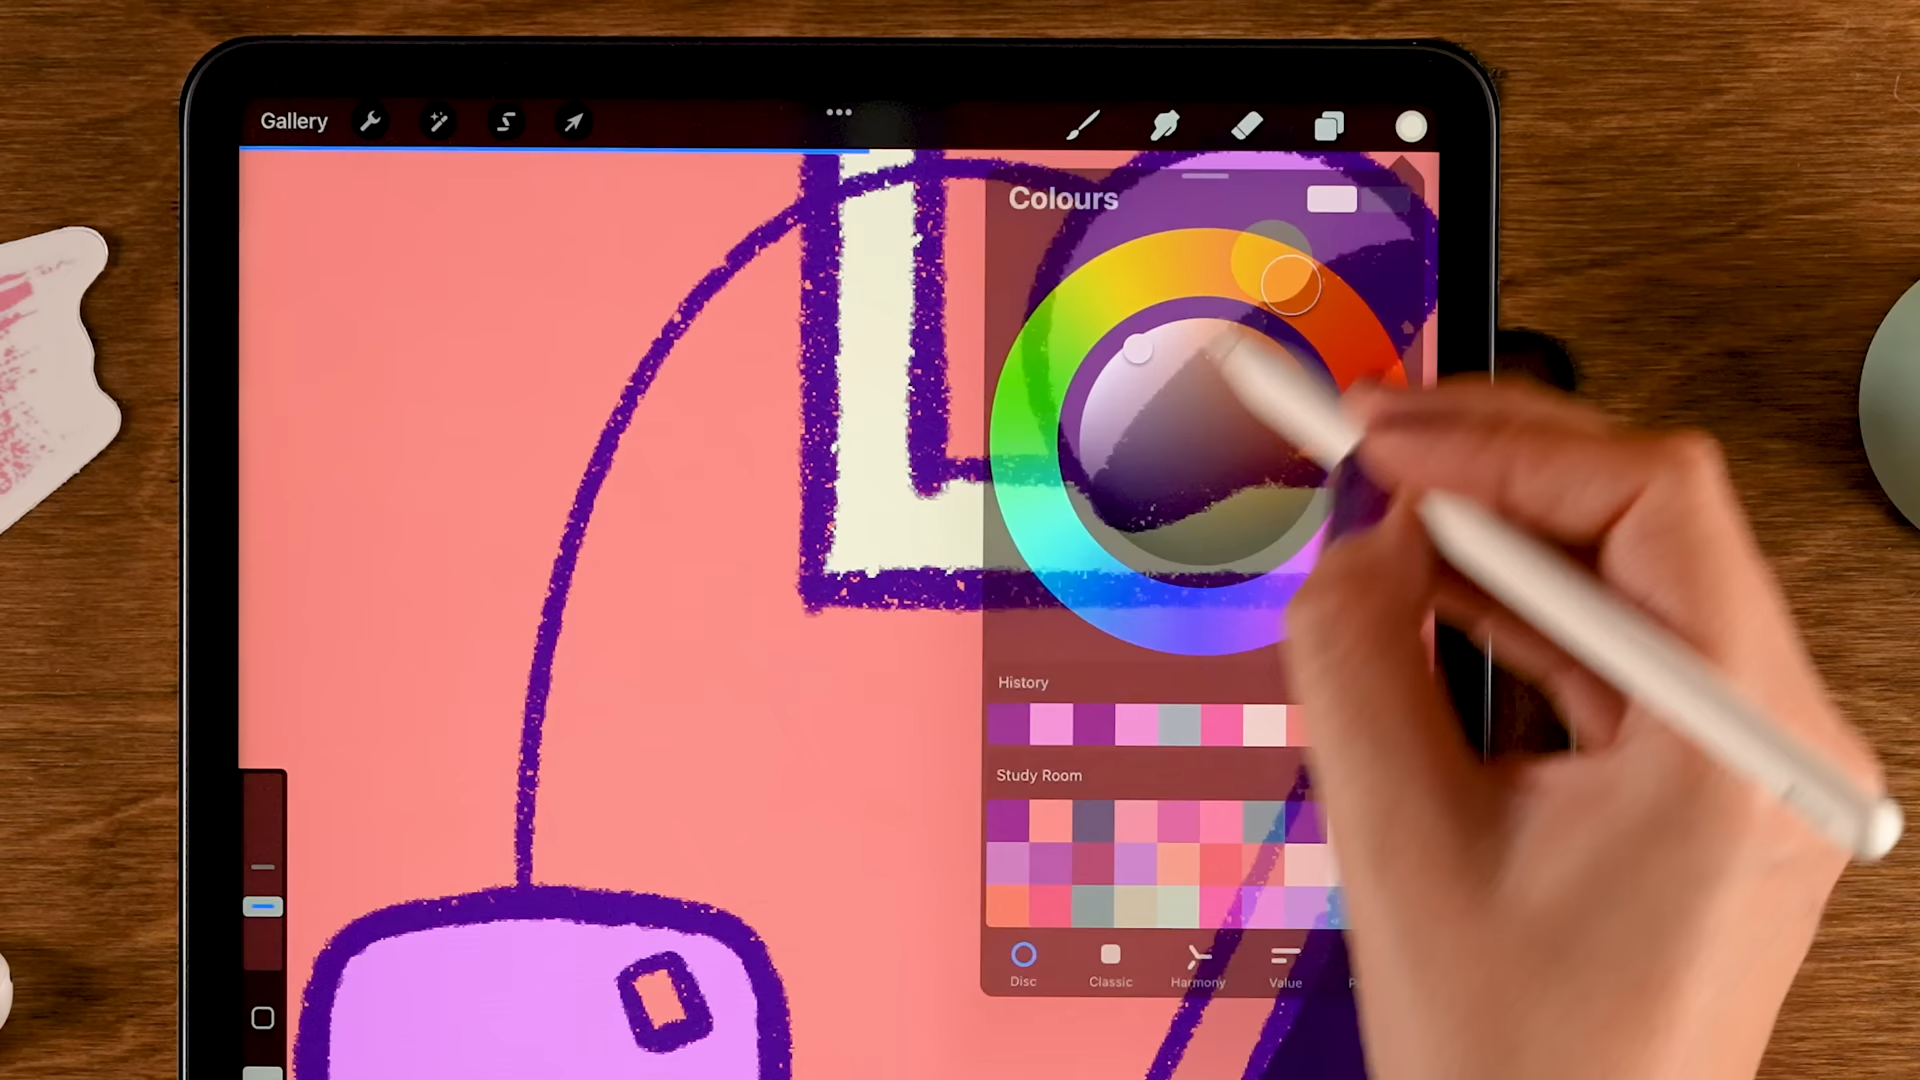 Gallery
Colours
History
Study Room
Disc
Classic
Harmony
Value